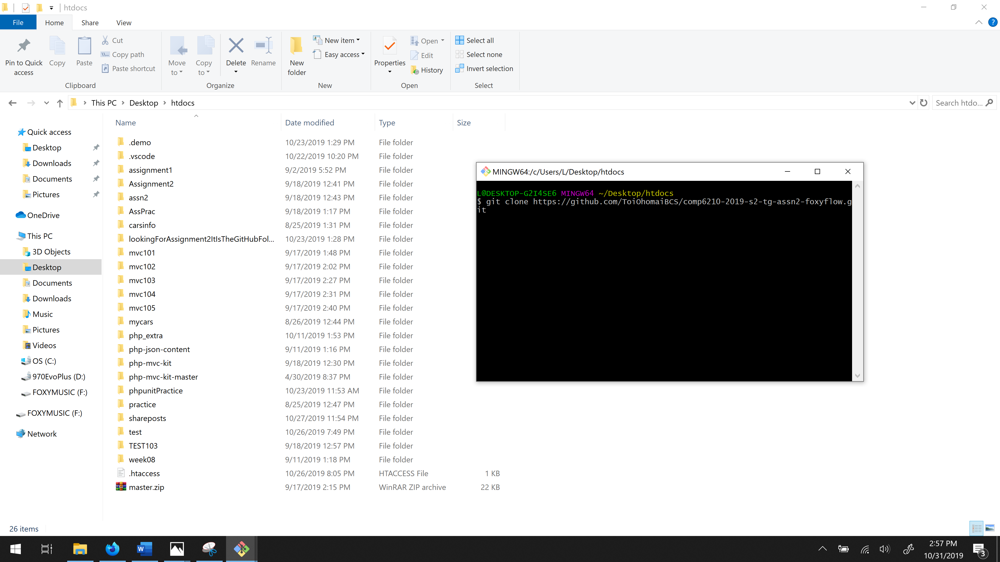 htdocs
File Home Share View
Pin to Quick access
Copy
Paste
Cut
Copy path
Paste shortcut
Clipboard
Move to
Copy to
Delete
Rename
Organize
New folder
New item
Easy access
New
Properties
Open
Edit
History
Open
Select all
Select none
Invert selection
Select
This PC > Desktop > htdocs
Search htdo...
Quick access
Desktop
Downloads
Documents
Pictures
OneDrive
This PC
3D Objects
Desktop
Documents
Downloads
Music
Pictures
Videos
OS (C:)
970EvoPlus (D:)
FOXYMUSIC (F:)
FOXYMUSIC (F:)
Network
Name Date modified Type Size
.demo 10/23/2019 1:29 PM File folder
.vscode 10/22/2019 10:20 PM File folder
assignment1 9/2/2019 5:52 PM File folder
Assignment2 9/18/2019 12:41 PM File folder
assn2 9/18/2019 12:43 PM File folder
AssPrac 9/18/2019 1:17 PM File folder
carsinfo 8/25/2019 1:31 PM File folder
lookingForAssignment2ItIsTheGitHubFol... 10/23/2019 1:28 PM File folder
mvc101 9/17/2019 1:48 PM File folder
mvc102 9/17/2019 2:02 PM File folder
mvc103 9/17/2019 2:27 PM File folder
mvc104 9/17/2019 2:31 PM File folder
mvc105 9/17/2019 2:40 PM File folder
mycars 8/26/2019 12:44 PM File folder
php_extra 10/11/2019 1:53 PM File folder
php-json-content 9/11/2019 1:16 PM File folder
php-mvc-kit 9/18/2019 12:30 PM File folder
php-mvc-kit-master 4/30/2019 8:37 PM File folder
phpunitPractice 10/23/2019 11:53 AM File folder
practice 8/25/2019 12:47 PM File folder
shareposts 10/27/2019 11:54 PM File folder
test 10/26/2019 7:49 PM File folder
TEST103 9/18/2019 12:57 PM File folder
week08 9/11/2019 1:18 PM File folder
.htaccess 10/26/2019 8:05 PM HTACCESS File 1 KB
master.zip 9/17/2019 2:15 PM WinRAR ZIP archive 22 KB
MINGW64:/c/Users/L/Desktop/htdocs
L@DESKTOP-G2I4SE6 MINGW64 ~/Desktop/htdocs
$ git clone https://github.com/ToiOhomaiBCS/comp6210-2019-s2-tg-assn2-foxyflow.g
it
26 items
2:57 PM
10/31/2019
3